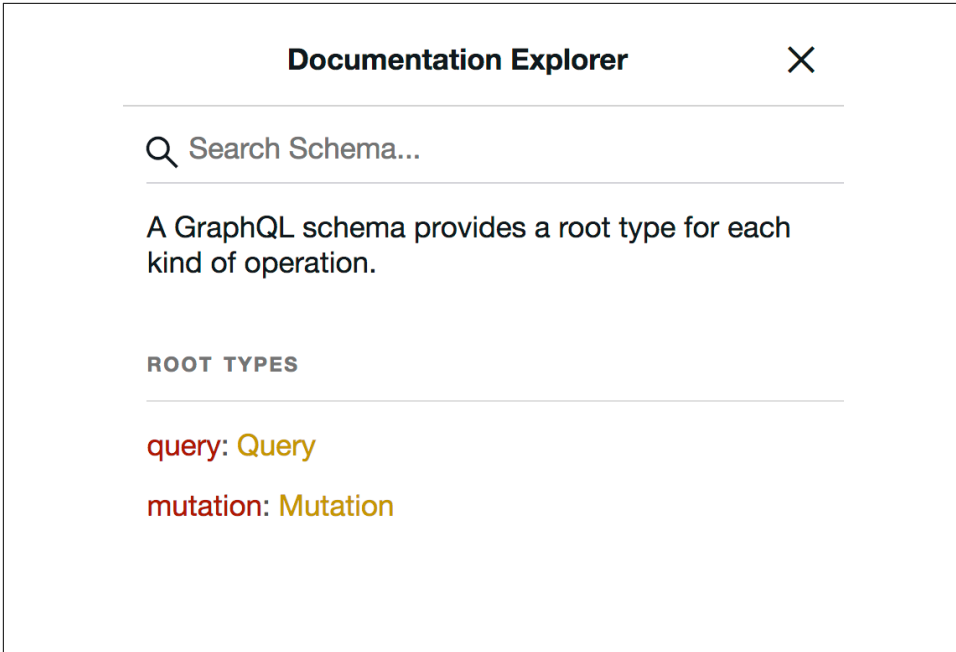 Documentation Explorer
Search Schema...
A GraphQL schema provides a root type for each
kind of operation.
ROOT TYPES
query: Query
mutation: Mutation